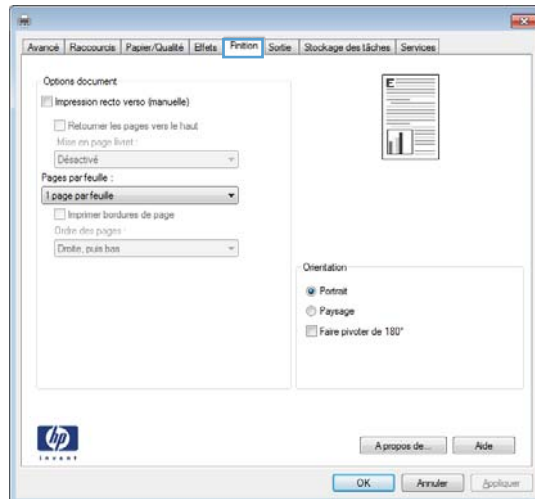 Avancé Raccourcis Papier/Qualité Effets Finition Sortie Stockage des tâches Services
Options document
Impression recto verso (manuelle)
Retourner les pages vers le haut
Mise en page livret :
Désactivé
Pages par feuille :
1 page par feuille
Imprimer bordures de page
Ordre des pages :
Droite, puis bas
E
Orientation
Portrait
Paysage
Faire pivoter de 180°
hp
invent
A propos de... Aide
OK Annuler Appliquer